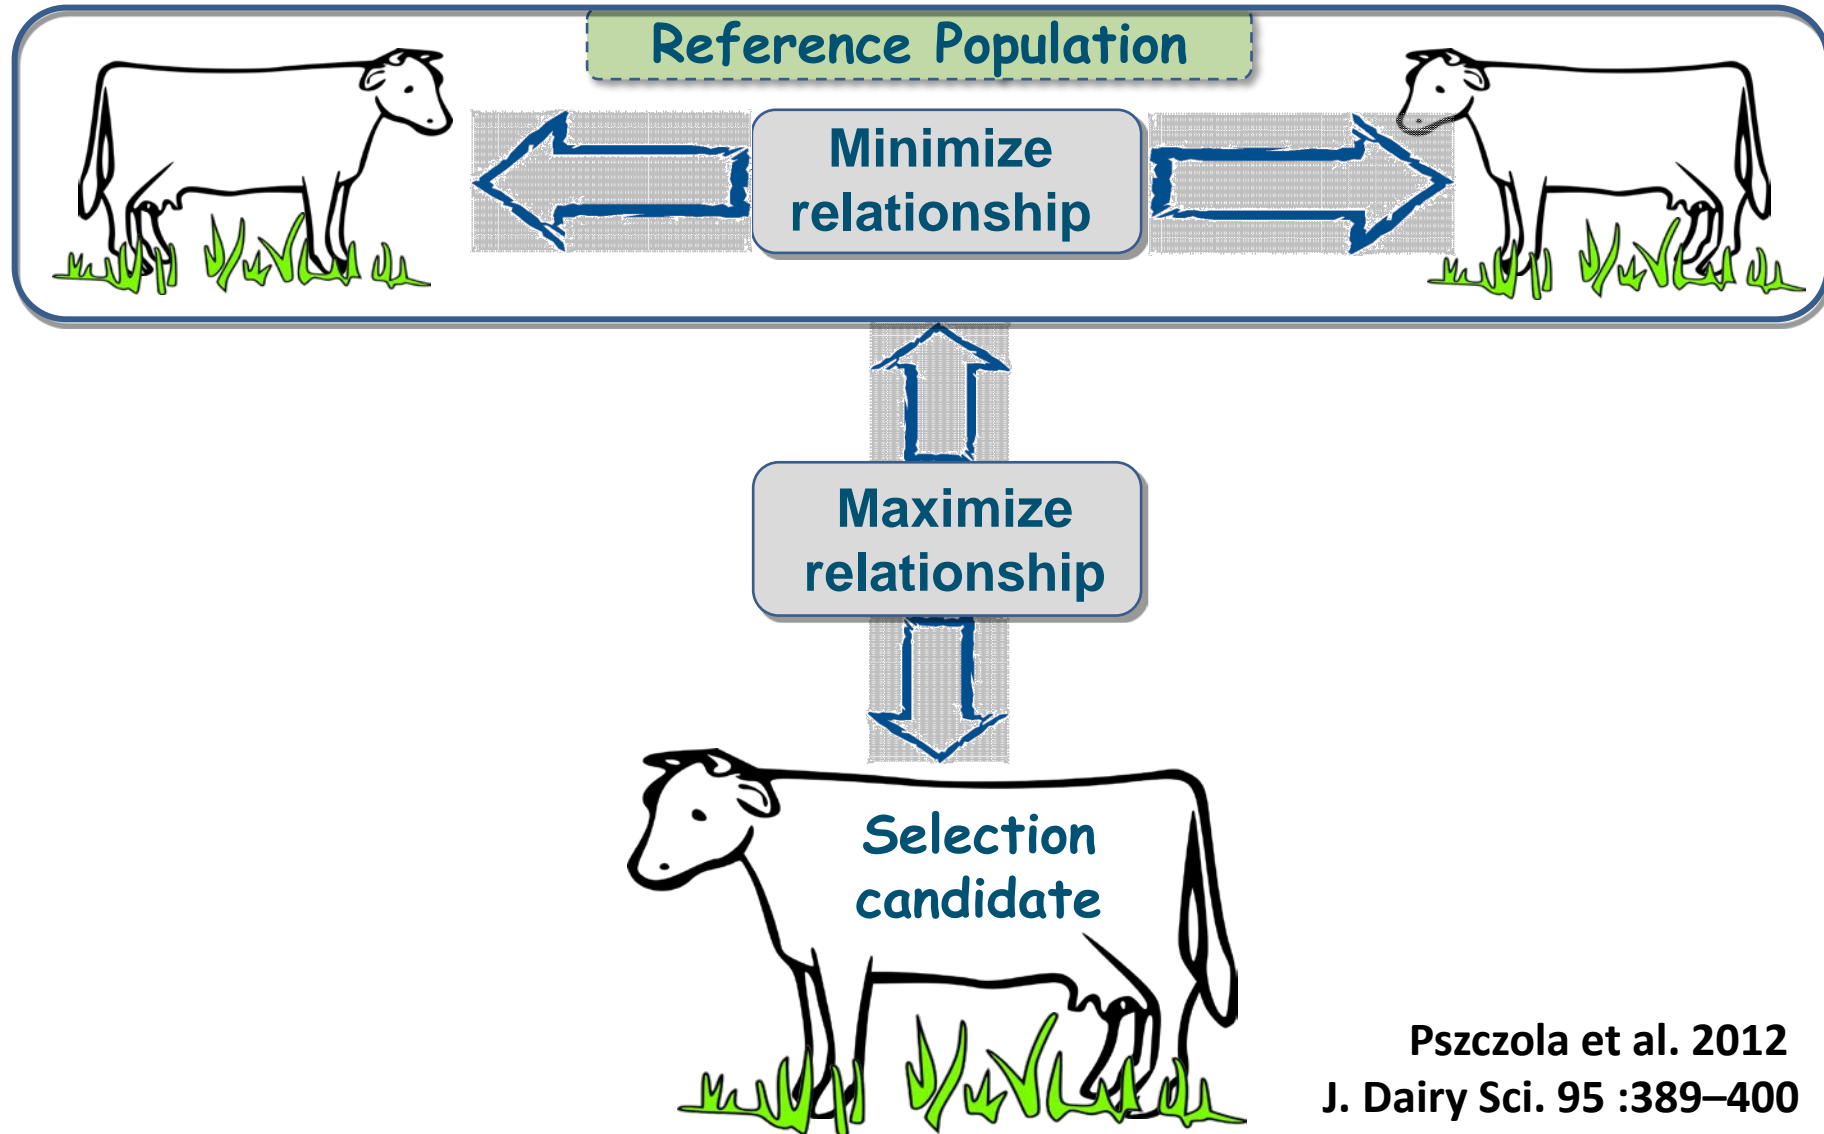 Reference Population
Minimize
relationship
Maximize
relationship
Selection
candidate
Pszczola et al. 2012
J. Dairy Sci. 95 :389–400